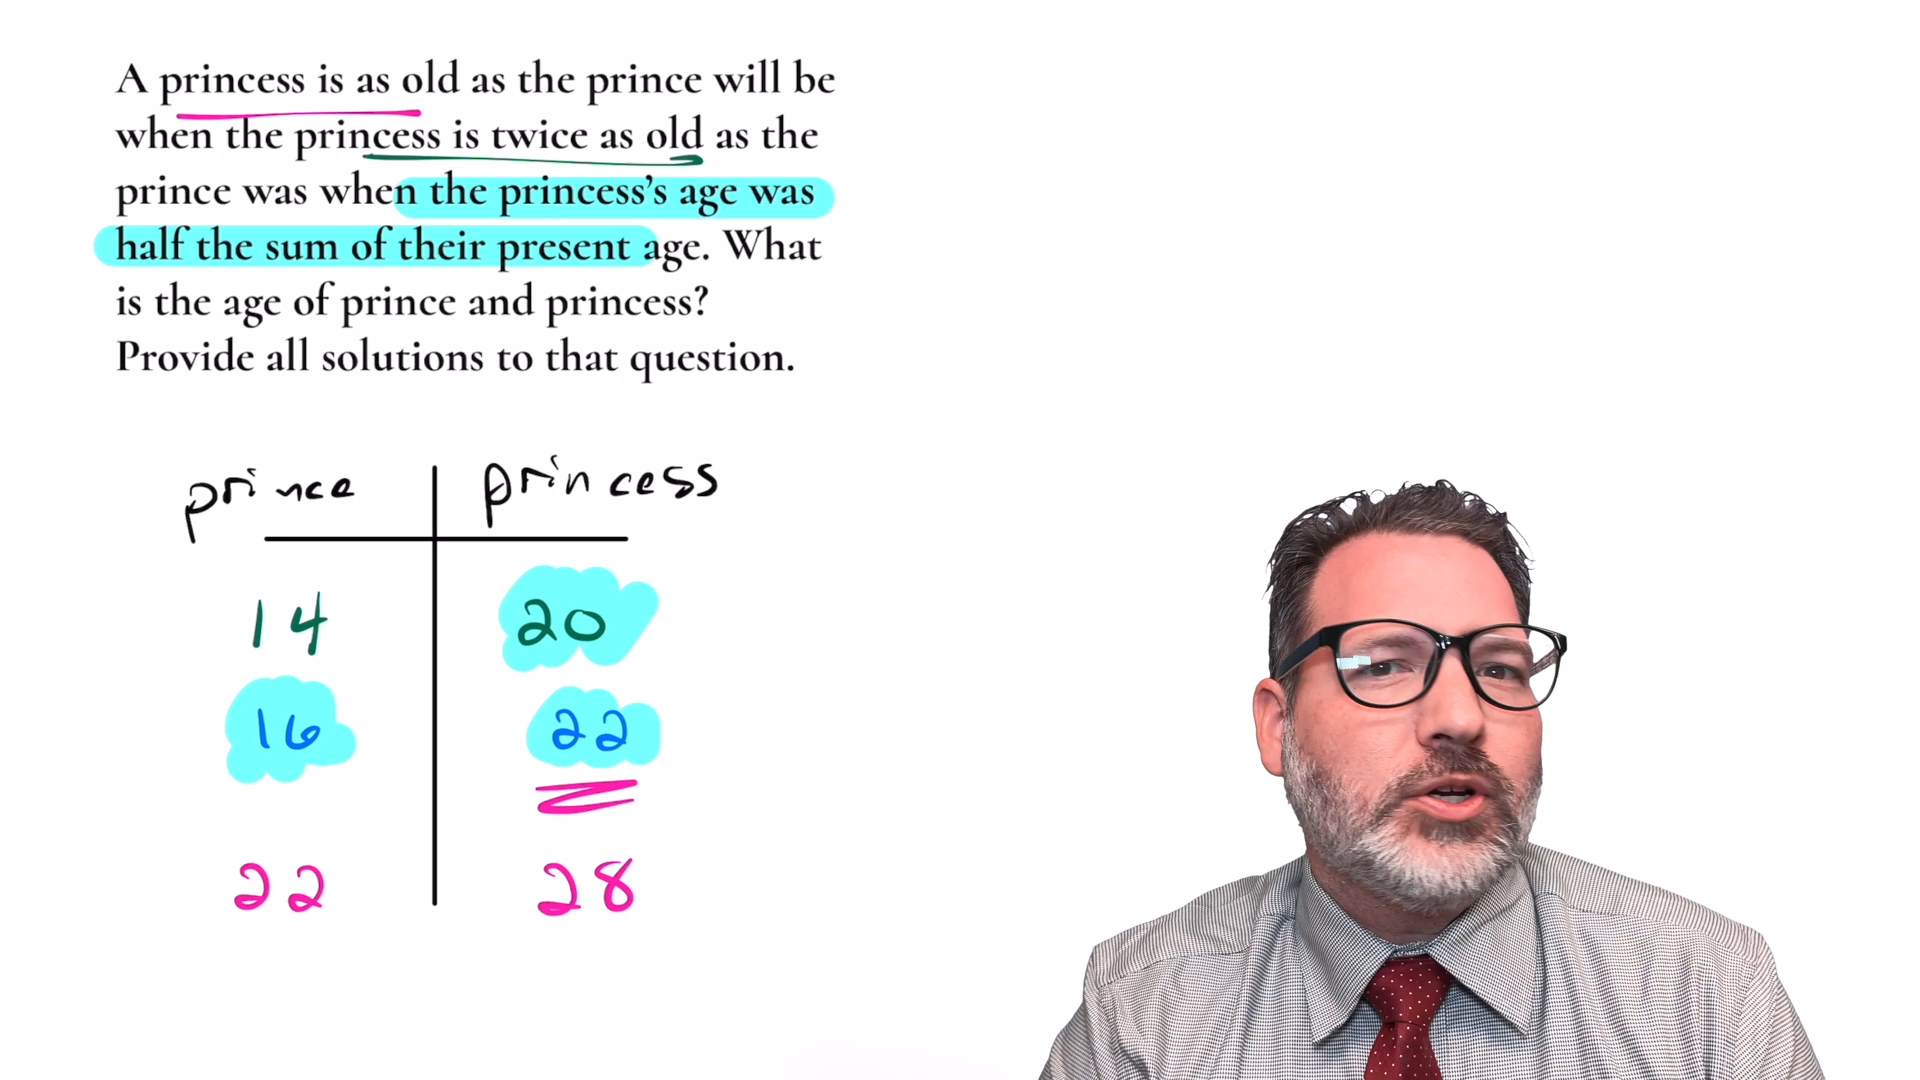 A princess is as old as the prince will be
when the princess is twice as old as the
prince was when the princess’s age was
half the sum of their present age. What
is the age of prince and princess?
Provide all solutions to that question.
prince princess
14 20
16 22
22 28